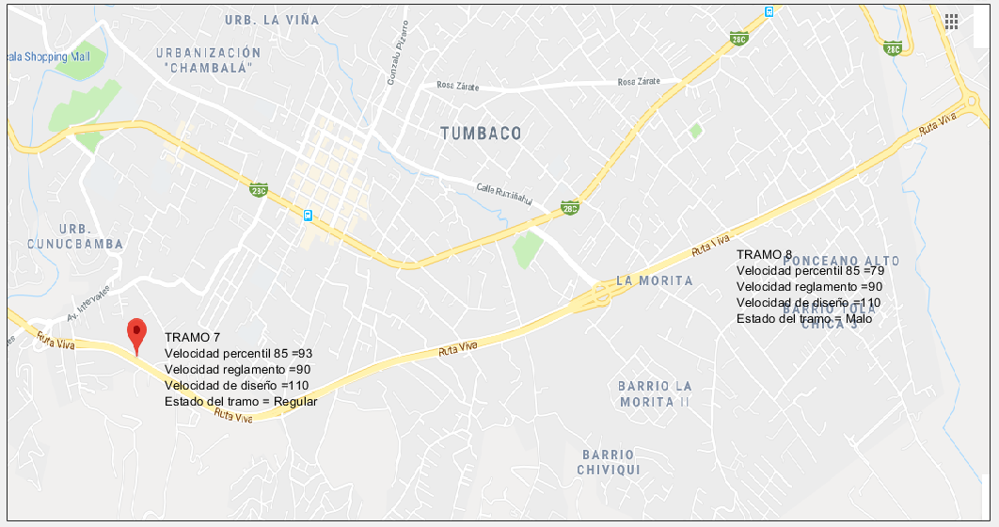 URB. LA VIÑA
28C
28C
cala Shopping Mall
URBANIZACIÓN
"CHAMBALÁ"
Gonzalo Pizarro
Rosa Zárate
Rosa Zárate
Ruta Viva
TUMBACO
28C
Calle Rumiñahui
28C
URB.
CUNUCBAMBA
Ruta Viva
TRAMO 8
PONCEANO ALTO
Velocidad percentil 85 =79
LA MORITA
Velocidad reglamento =90
Velocidad de diseño =110
BARRIO TOLA
CHICA 3
Estado del tramo = Malo
Av. Intervalles
Ruta Viva
TRAMO 7
Velocidad percentil 85 =93
Velocidad reglamento =90
Velocidad de diseño =110
Estado del tramo = Regular
Ruta Viva
Ruta Viva
BARRIO LA
MORITA II
BARRIO
CHIVIQUI